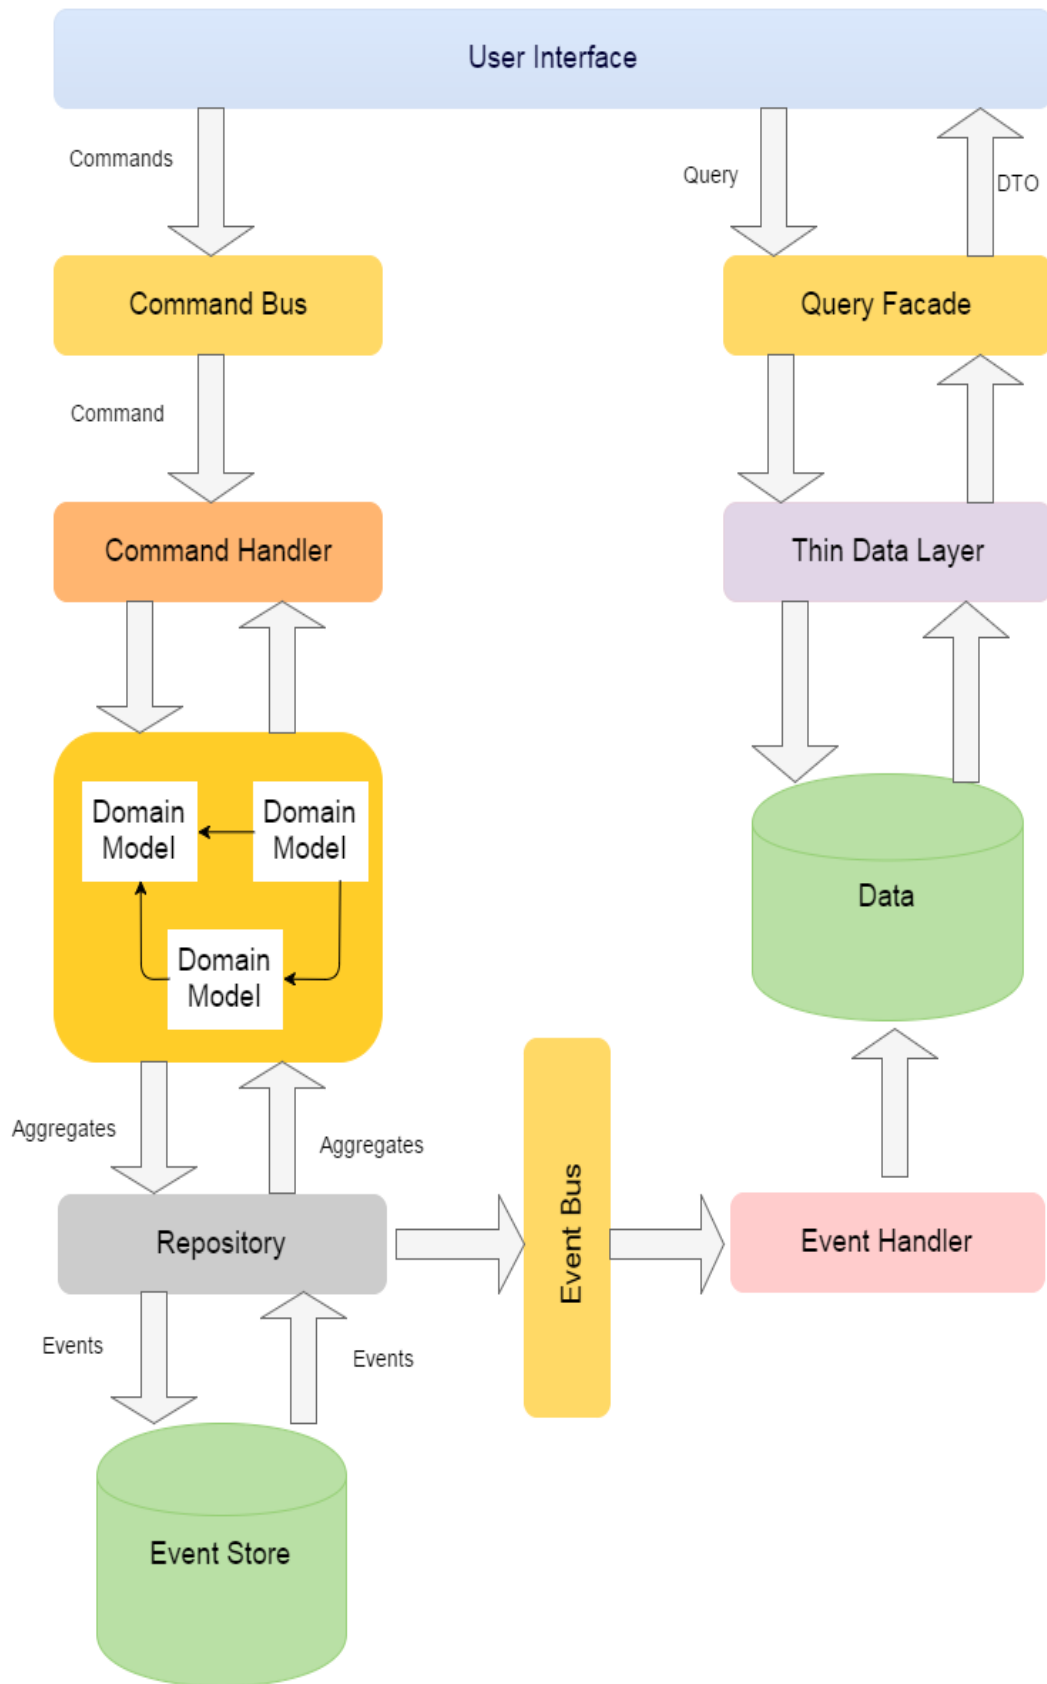 User Interface
Commands
Query
DTO
Command Bus
Query Facade
Command
Command Handler
Thin Data Layer
Domain
Model
Domain
Model
Domain
Model
Data
Aggregates
Aggregates
Repository
Event Bus
Event Handler
Events
Events
Event Store